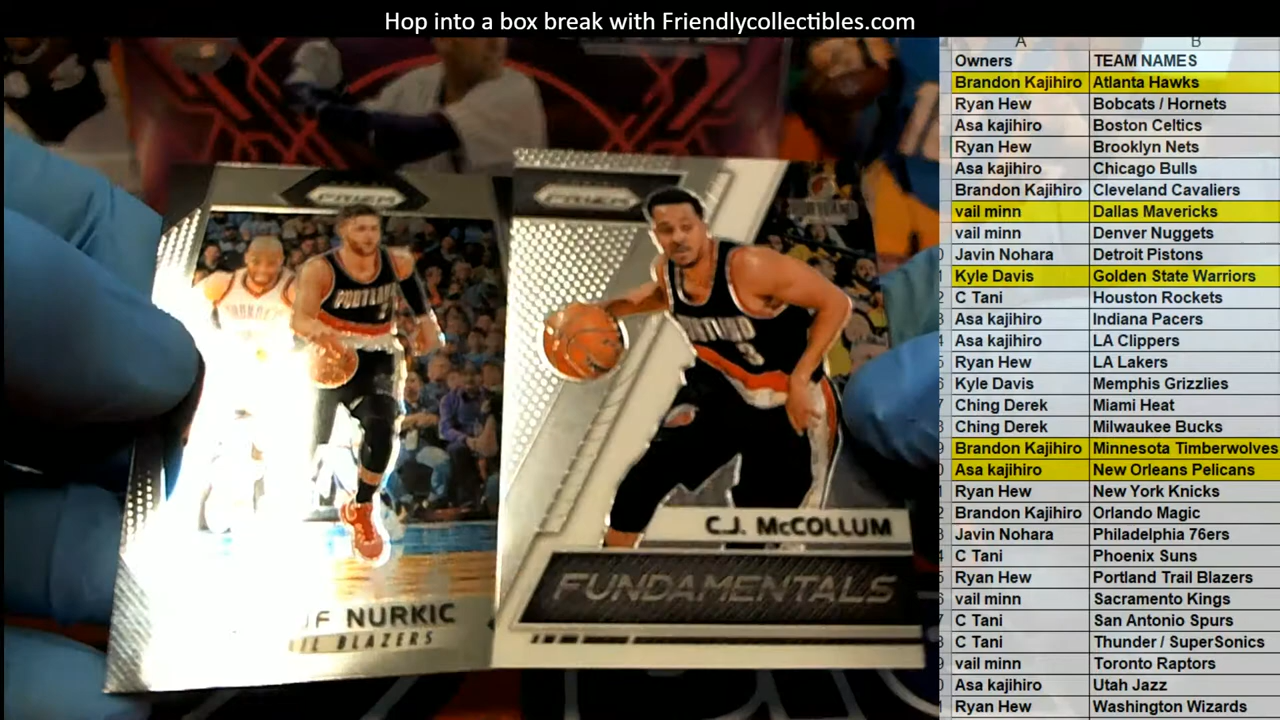 Hop into a box break with Friendlycollectibles.com
PRIZM
PRIZM
PORTLAND
3
C.J. McCOLLUM
FUNDAMENTALS
NURKIC
BLAZERS
A B
Owners TEAM NAMES
Brandon Kajihiro Atlanta Hawks
Ryan Hew Bobcats / Hornets
Asa kajihiro Boston Celtics
Ryan Hew Brooklyn Nets
Asa kajihiro Chicago Bulls
Brandon Kajihiro Cleveland Cavaliers
vail minn Dallas Mavericks
vail minn Denver Nuggets
Javin Nohara Detroit Pistons
Kyle Davis Golden State Warriors
C Tani Houston Rockets
Asa kajihiro Indiana Pacers
Asa kajihiro LA Clippers
Ryan Hew LA Lakers
Kyle Davis Memphis Grizzlies
Ching Derek Miami Heat
Ching Derek Milwaukee Bucks
Brandon Kajihiro Minnesota Timberwolves
Asa kajihiro New Orleans Pelicans
Ryan Hew New York Knicks
Brandon Kajihiro Orlando Magic
Javin Nohara Philadelphia 76ers
C Tani Phoenix Suns
Ryan Hew Portland Trail Blazers
vail minn Sacramento Kings
C Tani San Antonio Spurs
C Tani Thunder / SuperSonics
vail minn Toronto Raptors
Asa kajihiro Utah Jazz
Ryan Hew Washington Wizards